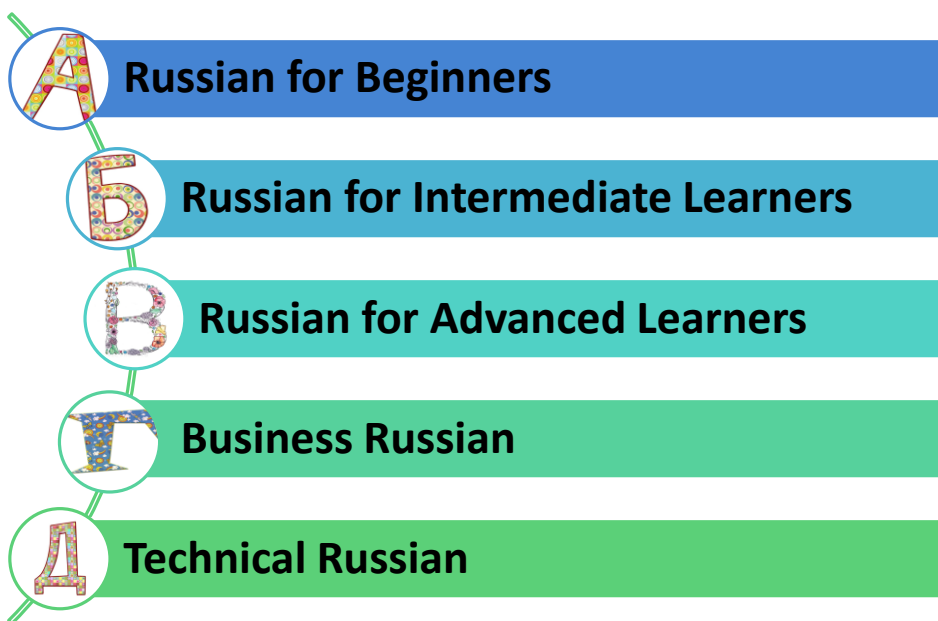 А Russian for Beginners
Б Russian for Intermediate Learners
В Russian for Advanced Learners
Г Business Russian
Д Technical Russian